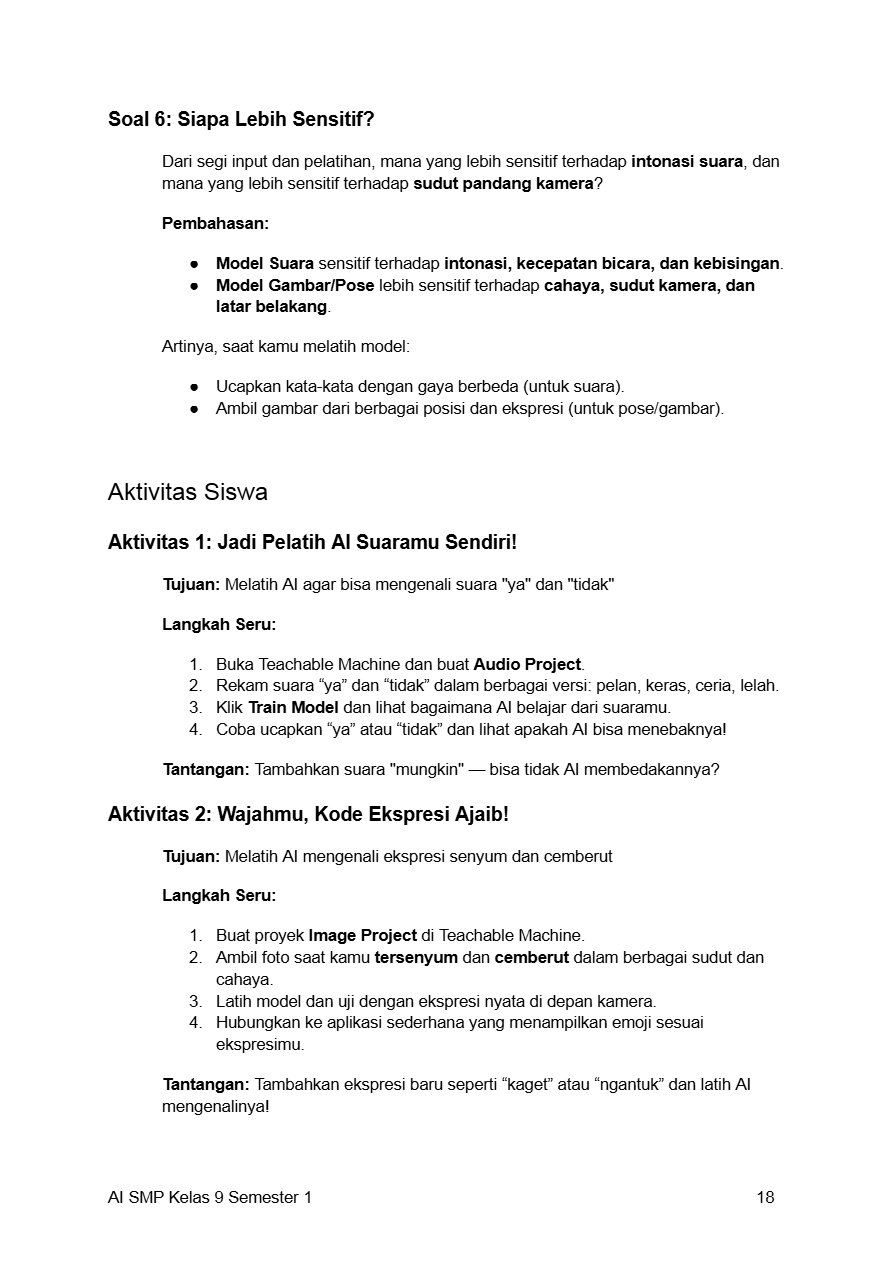 Soal 6: Siapa Lebih Sensitif?
Dari segi input dan pelatihan, mana yang lebih sensitif terhadap intonasi suara, dan
mana yang lebih sensitif terhadap sudut pandang kamera?
Pembahasan:
● Model Suara sensitif terhadap intonasi, kecepatan bicara, dan kebisingan.
● Model Gambar/Pose lebih sensitif terhadap cahaya, sudut kamera, dan
latar belakang.
Artinya, saat kamu melatih model:
● Ucapkan kata-kata dengan gaya berbeda (untuk suara).
● Ambil gambar dari berbagai posisi dan ekspresi (untuk pose/gambar).
Aktivitas Siswa
Aktivitas 1: Jadi Pelatih AI Suaramu Sendiri!
Tujuan: Melatih AI agar bisa mengenali suara "ya" dan "tidak"
Langkah Seru:
1. Buka Teachable Machine dan buat Audio Project.
2. Rekam suara “ya” dan “tidak” dalam berbagai versi: pelan, keras, ceria, lelah.
3. Klik Train Model dan lihat bagaimana AI belajar dari suaramu.
4. Coba ucapkan “ya” atau “tidak” dan lihat apakah AI bisa menebaknya!
Tantangan: Tambahkan suara "mungkin" — bisa tidak AI membedakannya?
Aktivitas 2: Wajahmu, Kode Ekspresi Ajaib!
Tujuan: Melatih AI mengenali ekspresi senyum dan cemberut
Langkah Seru:
1. Buat proyek Image Project di Teachable Machine.
2. Ambil foto saat kamu tersenyum dan cemberut dalam berbagai sudut dan
cahaya.
3. Latih model dan uji dengan ekspresi nyata di depan kamera.
4. Hubungkan ke aplikasi sederhana yang menampilkan emoji sesuai
ekspresimu.
Tantangan: Tambahkan ekspresi baru seperti “kaget” atau “ngantuk” dan latih AI
mengenalinya!
AI SMP Kelas 9 Semester 1 18